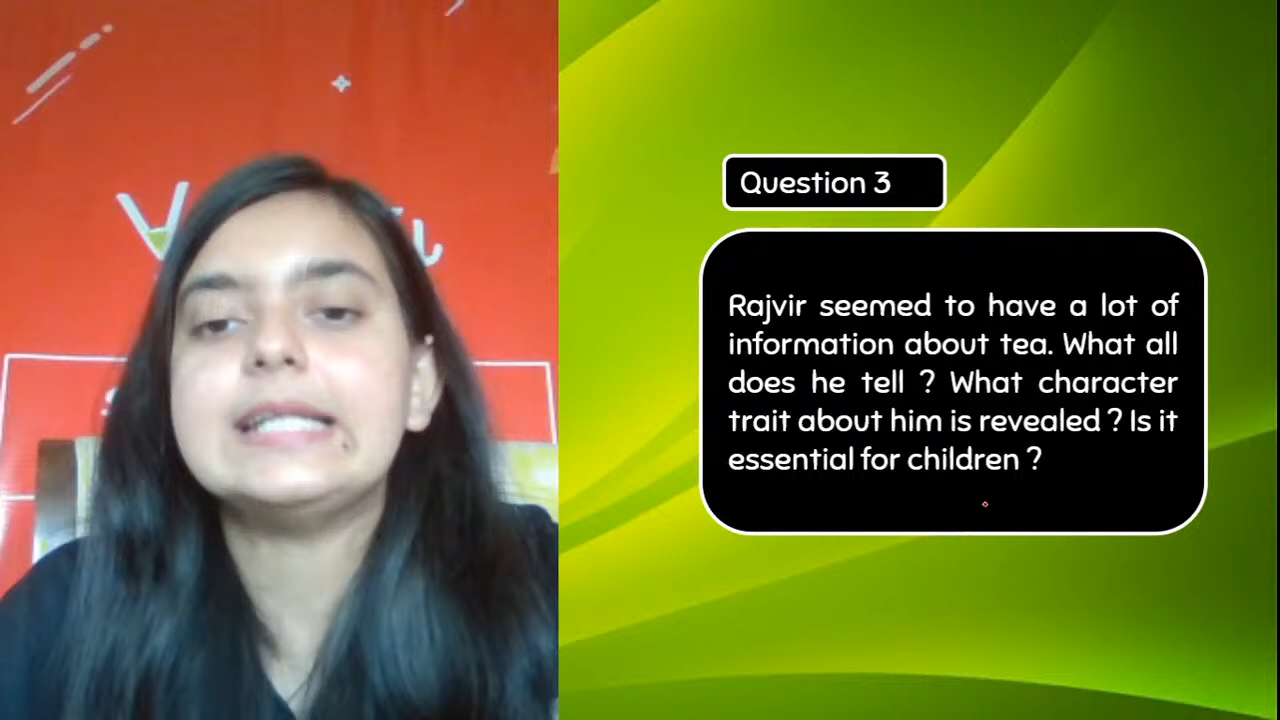 Question 3
Rajvir seemed to have a lot of
information about tea. What all
does he tell ? What character
trait about him is revealed ? Is it
essential for children ?